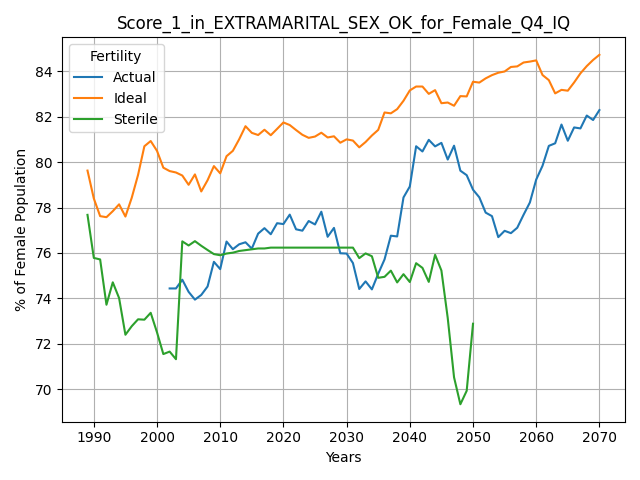 Score_1_in_EXTRAMARITAL_SEX_OK_for_Female_Q4_IQ
Fertility
Actual
Ideal
Sterile
% of Female Population
84
82
80
78
76
74
72
70
1990 2000 2010 2020 2030 2040 2050 2060 2070
Years